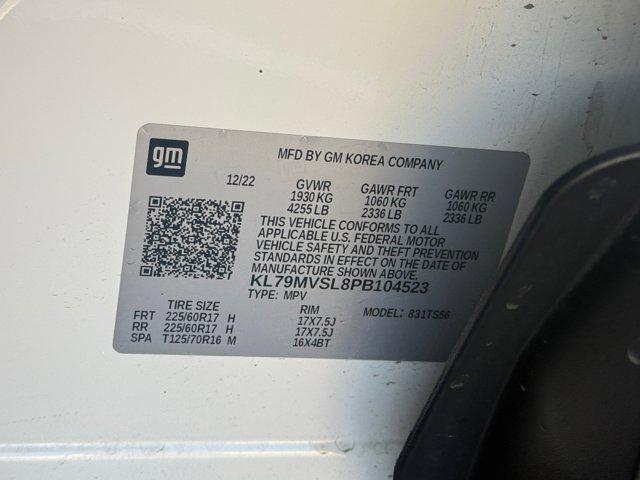 gm
MFD BY GM KOREA COMPANY
12/22 GVWR GAWR FRT GAWR RR
1930 KG 1060 KG 1060 KG
4255 LB 2336 LB 2336 LB
THIS VEHICLE CONFORMS TO ALL
APPLICABLE U.S. FEDERAL MOTOR
VEHICLE SAFETY AND THEFT PREVENTION
STANDARDS IN EFFECT ON THE DATE OF
MANUFACTURE SHOWN ABOVE.
KL79MVSL8PB104523
TYPE: MPV
TIRE SIZE RIM MODEL: 831TS56
FRT 225/60R17 H 17X7.5J
RR 225/60R17 H 17X7.5J
SPA T125/70R16 M 16X4BT